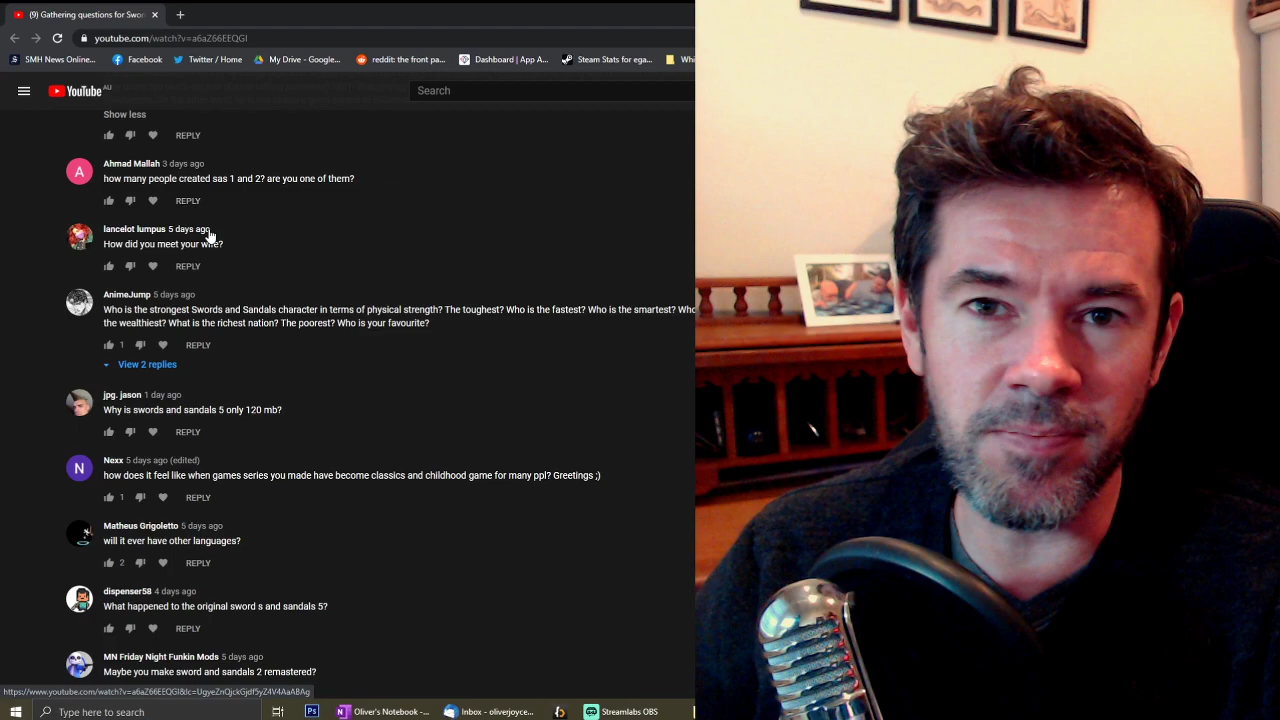 (9) Gathering questions for Swor
youtube.com/watch?v=a6aZ66EEQGI
SMH News Online...
Facebook
Twitter / Home
My Drive - Google...
reddit: the front pa...
Dashboard | App A...
Steam Stats for ega...
Whi
YouTube AU
Search
Show less
REPLY
A
Ahmad Mallah 3 days ago
how many people created sas 1 and 2? are you one of them?
REPLY
lancelot lumpus 5 days ago
How did you meet your wife?
REPLY
AnimeJump 5 days ago
Who is the strongest Swords and Sandals character in terms of physical strength? The toughest? Who is the fastest? Who is the smartest? Who
the wealthiest? What is the richest nation? The poorest? Who is your favourite?
1 REPLY
View 2 replies
jpg. jason 1 day ago
Why is swords and sandals 5 only 120 mb?
REPLY
N
Nexx 5 days ago (edited)
how does it feel like when games series you made have become classics and childhood game for many ppl? Greetings ;)
1 REPLY
Matheus Grigoletto 5 days ago
will it ever have other languages?
2 REPLY
dispenser58 4 days ago
What happened to the original sword s and sandals 5?
REPLY
MN Friday Night Funkin Mods 5 days ago
Maybe you make sword and sandals 2 remastered?
https://www.youtube.com/watch?v=a6aZ66EEQGI&lc=UgyeZnQjckGjdf5yZ4V4AaABAg
Type here to search
Ps
Oliver's Notebook -...
Inbox - oliverjoyce...
Streamlabs OBS